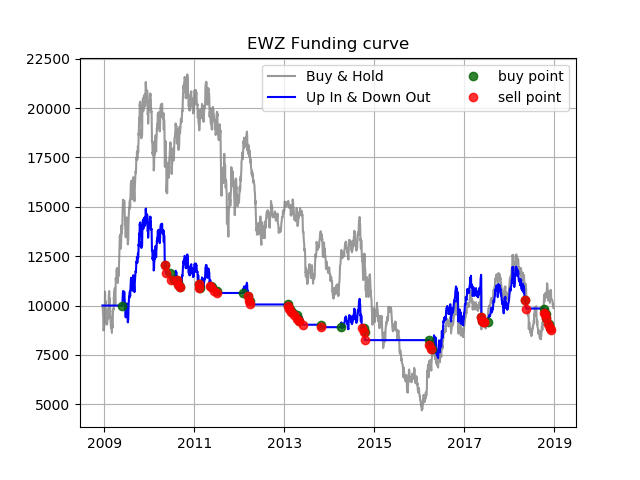 EWZ Funding curve
22500
20000
17500
15000
12500
10000
7500
5000
Buy & Hold
Up In & Down Out
buy point
sell point
2009 2011 2013 2015 2017 2019